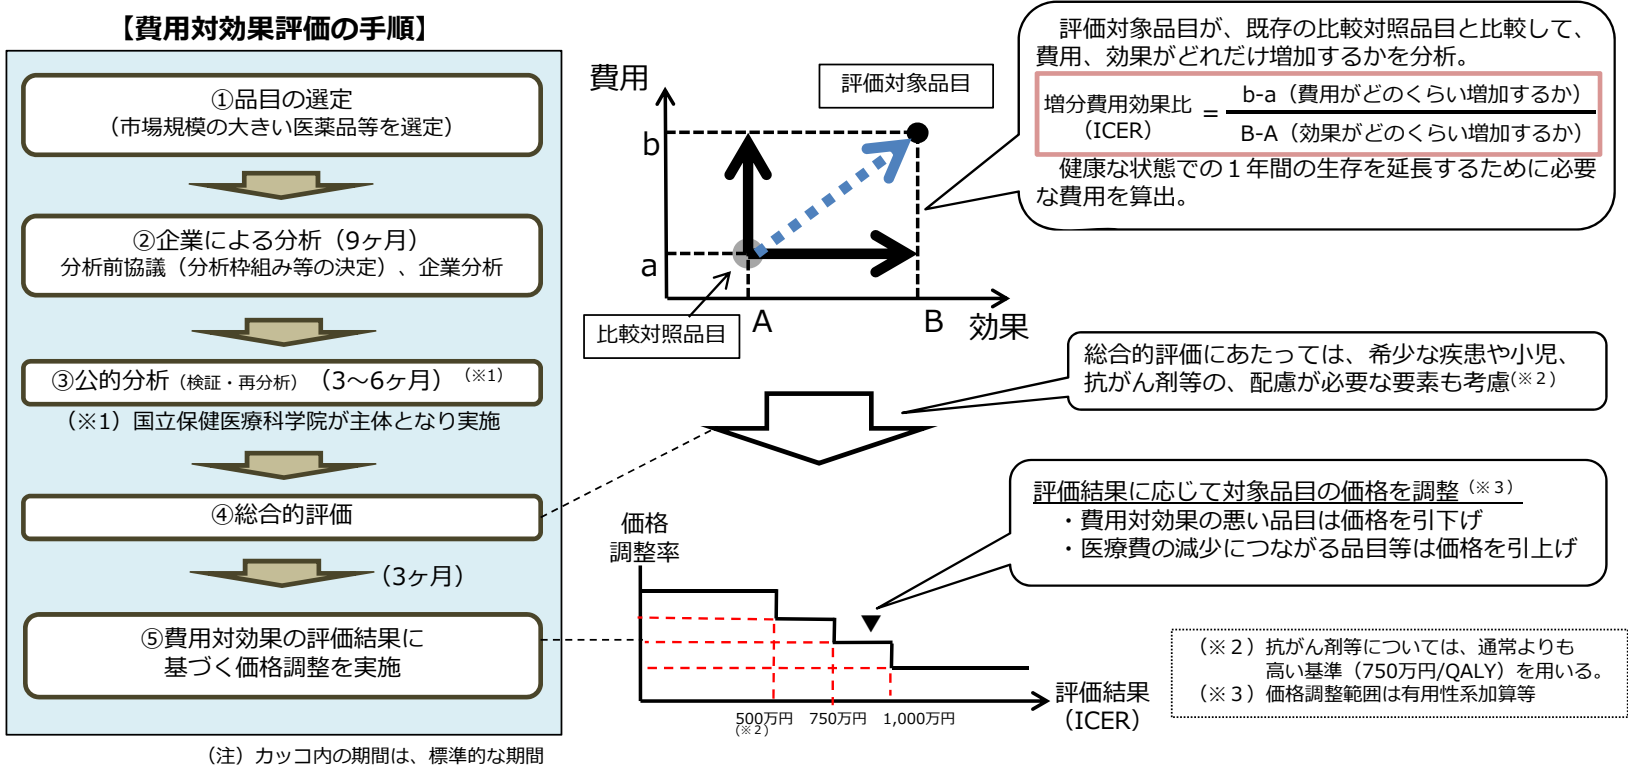 【費用対効果評価の手順】
①品目の選定
（市場規模の大きい医薬品等を選定）
②企業による分析（9ヶ月）
分析前協議（分析枠組み等の決定）、企業分析
③公的分析（検証・再分析）（3～6ヶ月）（※1）
（※1）国立保健医療科学院が主体となり実施
④総合的評価
（3ヶ月）
⑤費用対効果の評価結果に
基づく価格調整を実施
（注）カッコ内の期間は、標準的な期間
費用
評価対象品目
b
a
A
B
効果
比較対照品目
評価対象品目が、既存の比較対照品目と比較して、
費用、効果がどれだけ増加するかを分析。
増分費用効果比
（ICER）
=
b-a（費用がどのくらい増加するか）
B-A（効果がどのくらい増加するか）
健康な状態での１年間の生存を延長するために必要
な費用を算出。
総合的評価にあたっては、希少な疾患や小児、
抗がん剤等の、配慮が必要な要素も考慮（※２）
評価結果に応じて対象品目の価格を調整（※３）
・費用対効果の悪い品目は価格を引下げ
・医療費の減少につながる品目等は価格を引上げ
価格
調整率
500万円
（※２）
750万円
1,000万円
評価結果
（ICER）
（※２）抗がん剤等については、通常よりも
高い基準（750万円/QALY）を用いる。
（※３）価格調整範囲は有用性系加算等